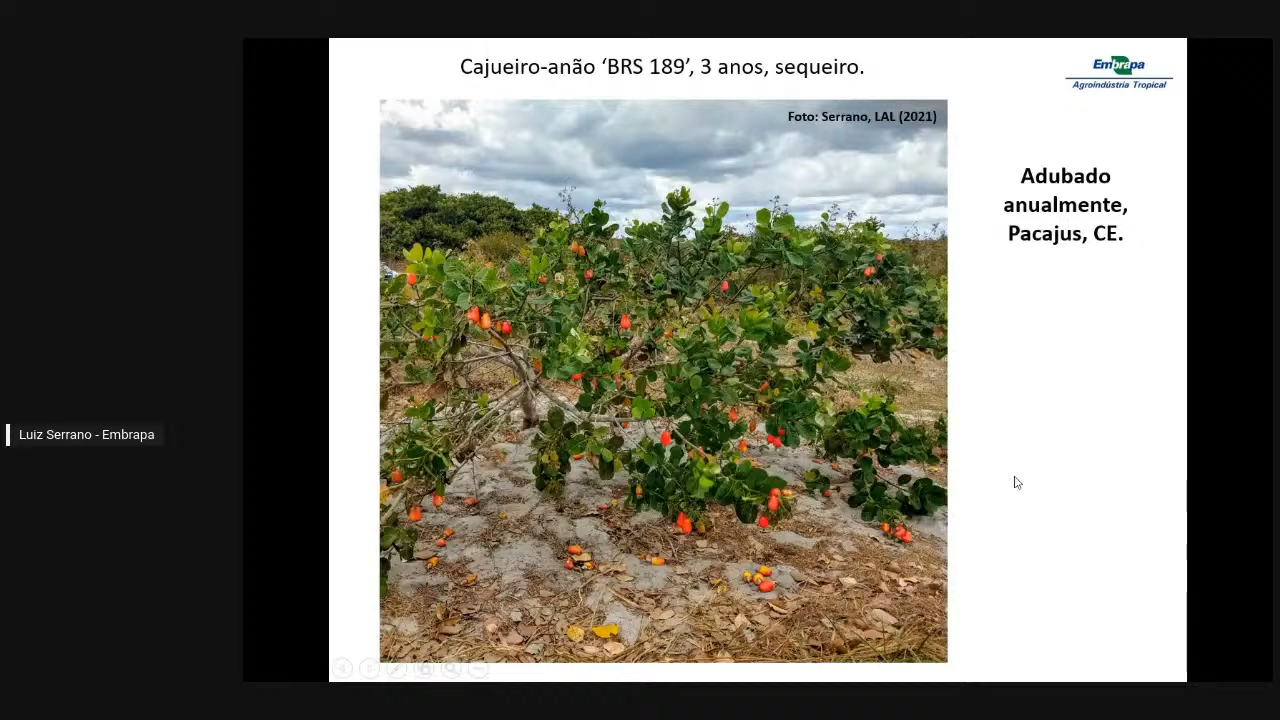 Cajueiro-anão ‘BRS 189’, 3 anos, sequeiro.
Embrapa
Agroindústria Tropical
Foto: Serrano, LAL (2021)
Adubado
anualmente,
Pacajus, CE.
Luiz Serrano - Embrapa